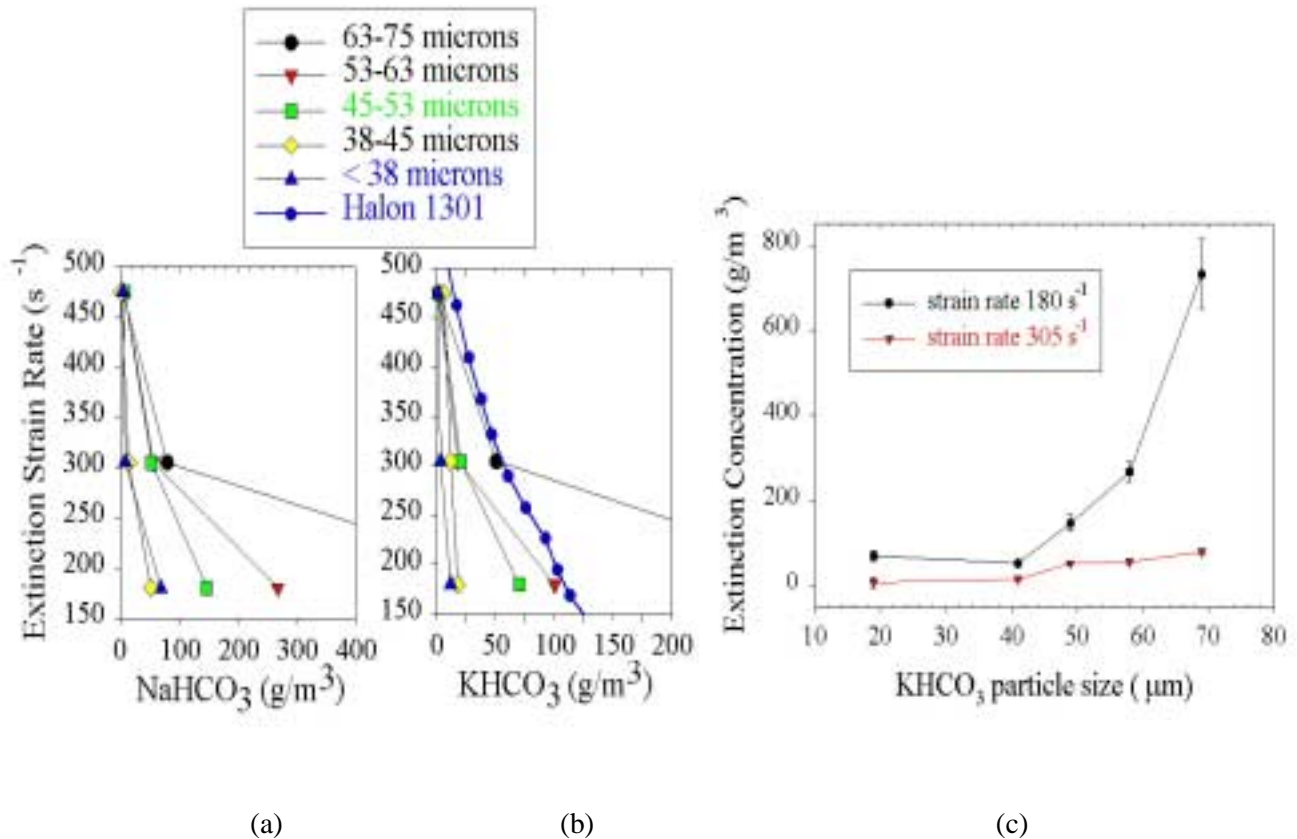 63-75 microns
53-63 microns
45-53 microns
38-45 microns
< 38 microns
Halon 1301
Extinction Strain Rate (s⁻¹)
500
450
400
350
300
250
200
150
0 100 200 300 400
NaHCO₃ (g/m³)
500
450
400
350
300
250
200
150
0 50 100 150 200
KHCO₃ (g/m³)
Extinction Concentration (g/m³)
800
600
400
200
0
strain rate 180 s⁻¹
strain rate 305 s⁻¹
10 20 30 40 50 60 70 80
KHCO₃ particle size ( μm)
(a) (b) (c)